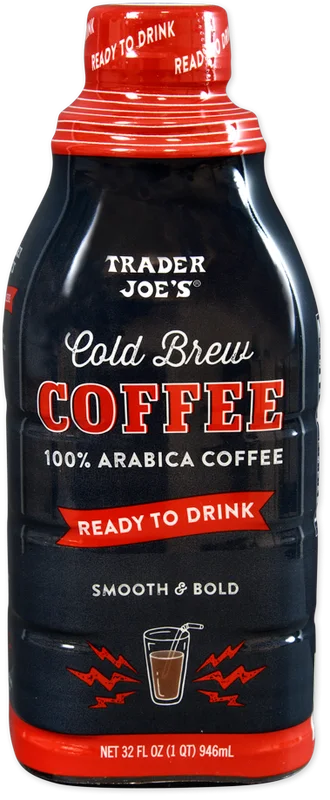 READY TO DRINK
READY
TRADER
JOE'S®
Cold Brew
COFFEE
100% ARABICA COFFEE
READY TO DRINK
SMOOTH & BOLD
NET 32 FL OZ (1 QT) 946mL